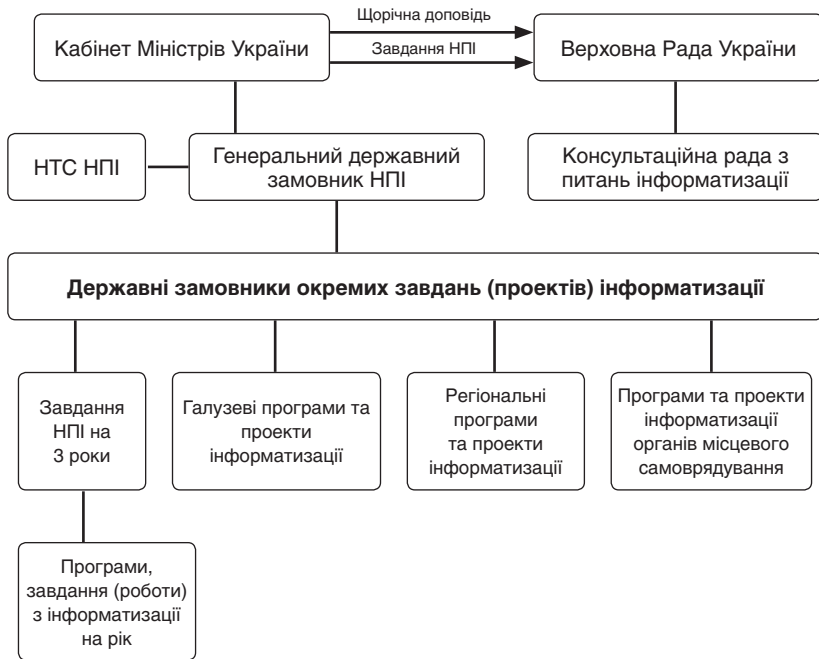 Щорічна доповідь
Кабінет Міністрів України
Завдання НПІ
Верховна Рада України
НТС НПІ
Генеральний державний
замовник НПІ
Консультаційна рада з
питань інформатизації
Державні замовники окремих завдань (проектів) інформатизації
Завдання
НПІ на
3 роки
Галузеві програми та
проекти
інформатизації
Регіональні
програми
та проекти
інформатизації
Програми та проекти
інформатизації
органів місцевого
самоврядування
Програми,
завдання (роботи)
з інформатизації
на рік